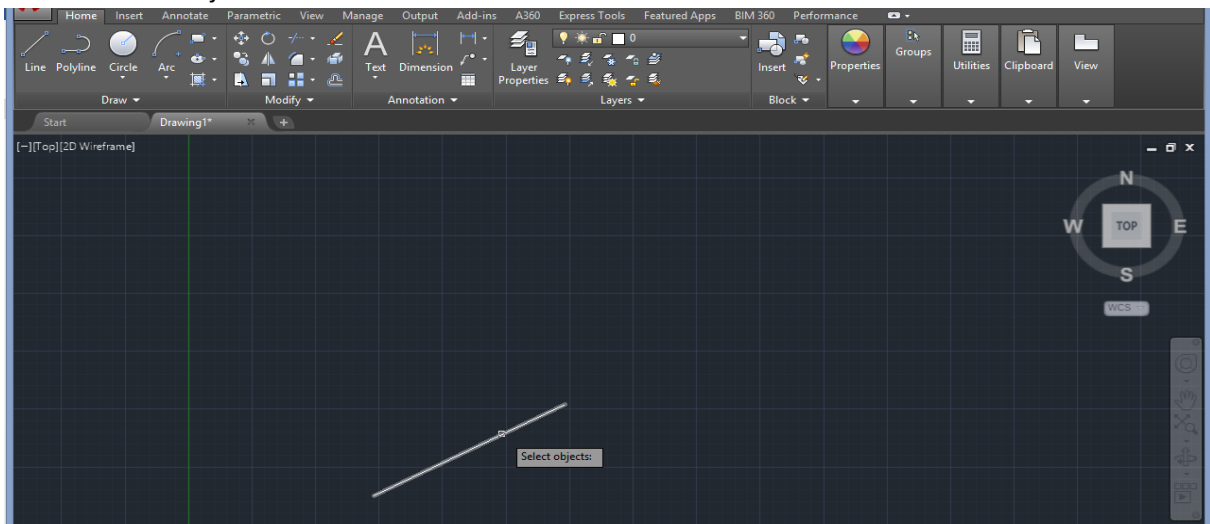 Home Insert Annotate Parametric View Manage Output Add-ins A360 Express Tools Featured Apps BIM 360 Performance
0
Line Polyline Circle Arc
A
Text Dimension
Layer
Properties
Insert
Properties
Groups
Utilities
Clipboard
View
Draw Modify Annotation Layers Block
Start Drawing1* +
[−][Top][2D Wireframe]
N
W TOP E
S
WCS
Select objects: